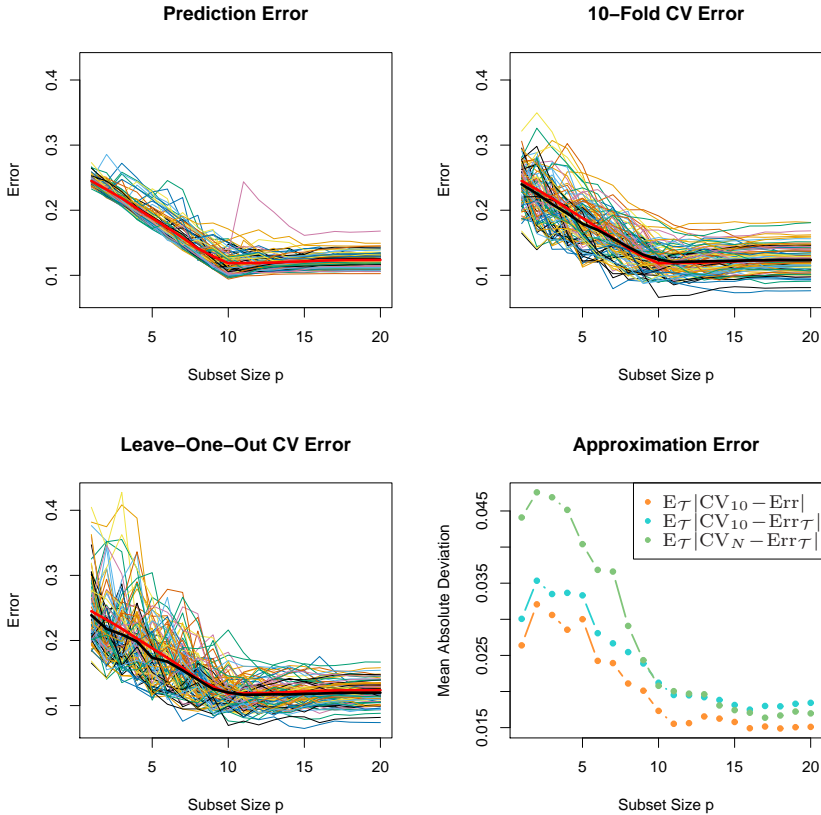 Prediction Error
Error
0.1 0.2 0.3 0.4
5 10 15 20
Subset Size p
10−Fold CV Error
Error
0.1 0.2 0.3 0.4
5 10 15 20
Subset Size p
Leave−One−Out CV Error
Error
0.1 0.2 0.3 0.4
5 10 15 20
Subset Size p
Approximation Error
Mean Absolute Deviation
0.015 0.025 0.035 0.045
E𝒯|CV₁₀−Err|
E𝒯|CV₁₀−Err𝒯|
E𝒯|CV_N−Err𝒯|
5 10 15 20
Subset Size p